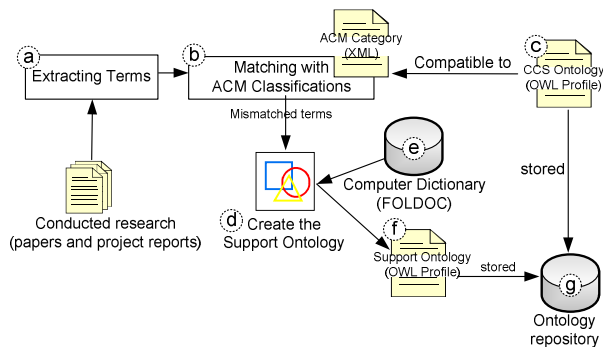 a
Extracting Terms
b
Matching with
ACM Classifications
ACM Category
(XML)
Compatible to
c
CCS Ontology
(OWL Profile)
Mismatched terms
stored
e
Computer Dictionary
(FOLDOC)
Conducted research
(papers and project reports)
d
Create the
Support Ontology
f
Support Ontology
(OWL Profile)
stored
g
Ontology
repository